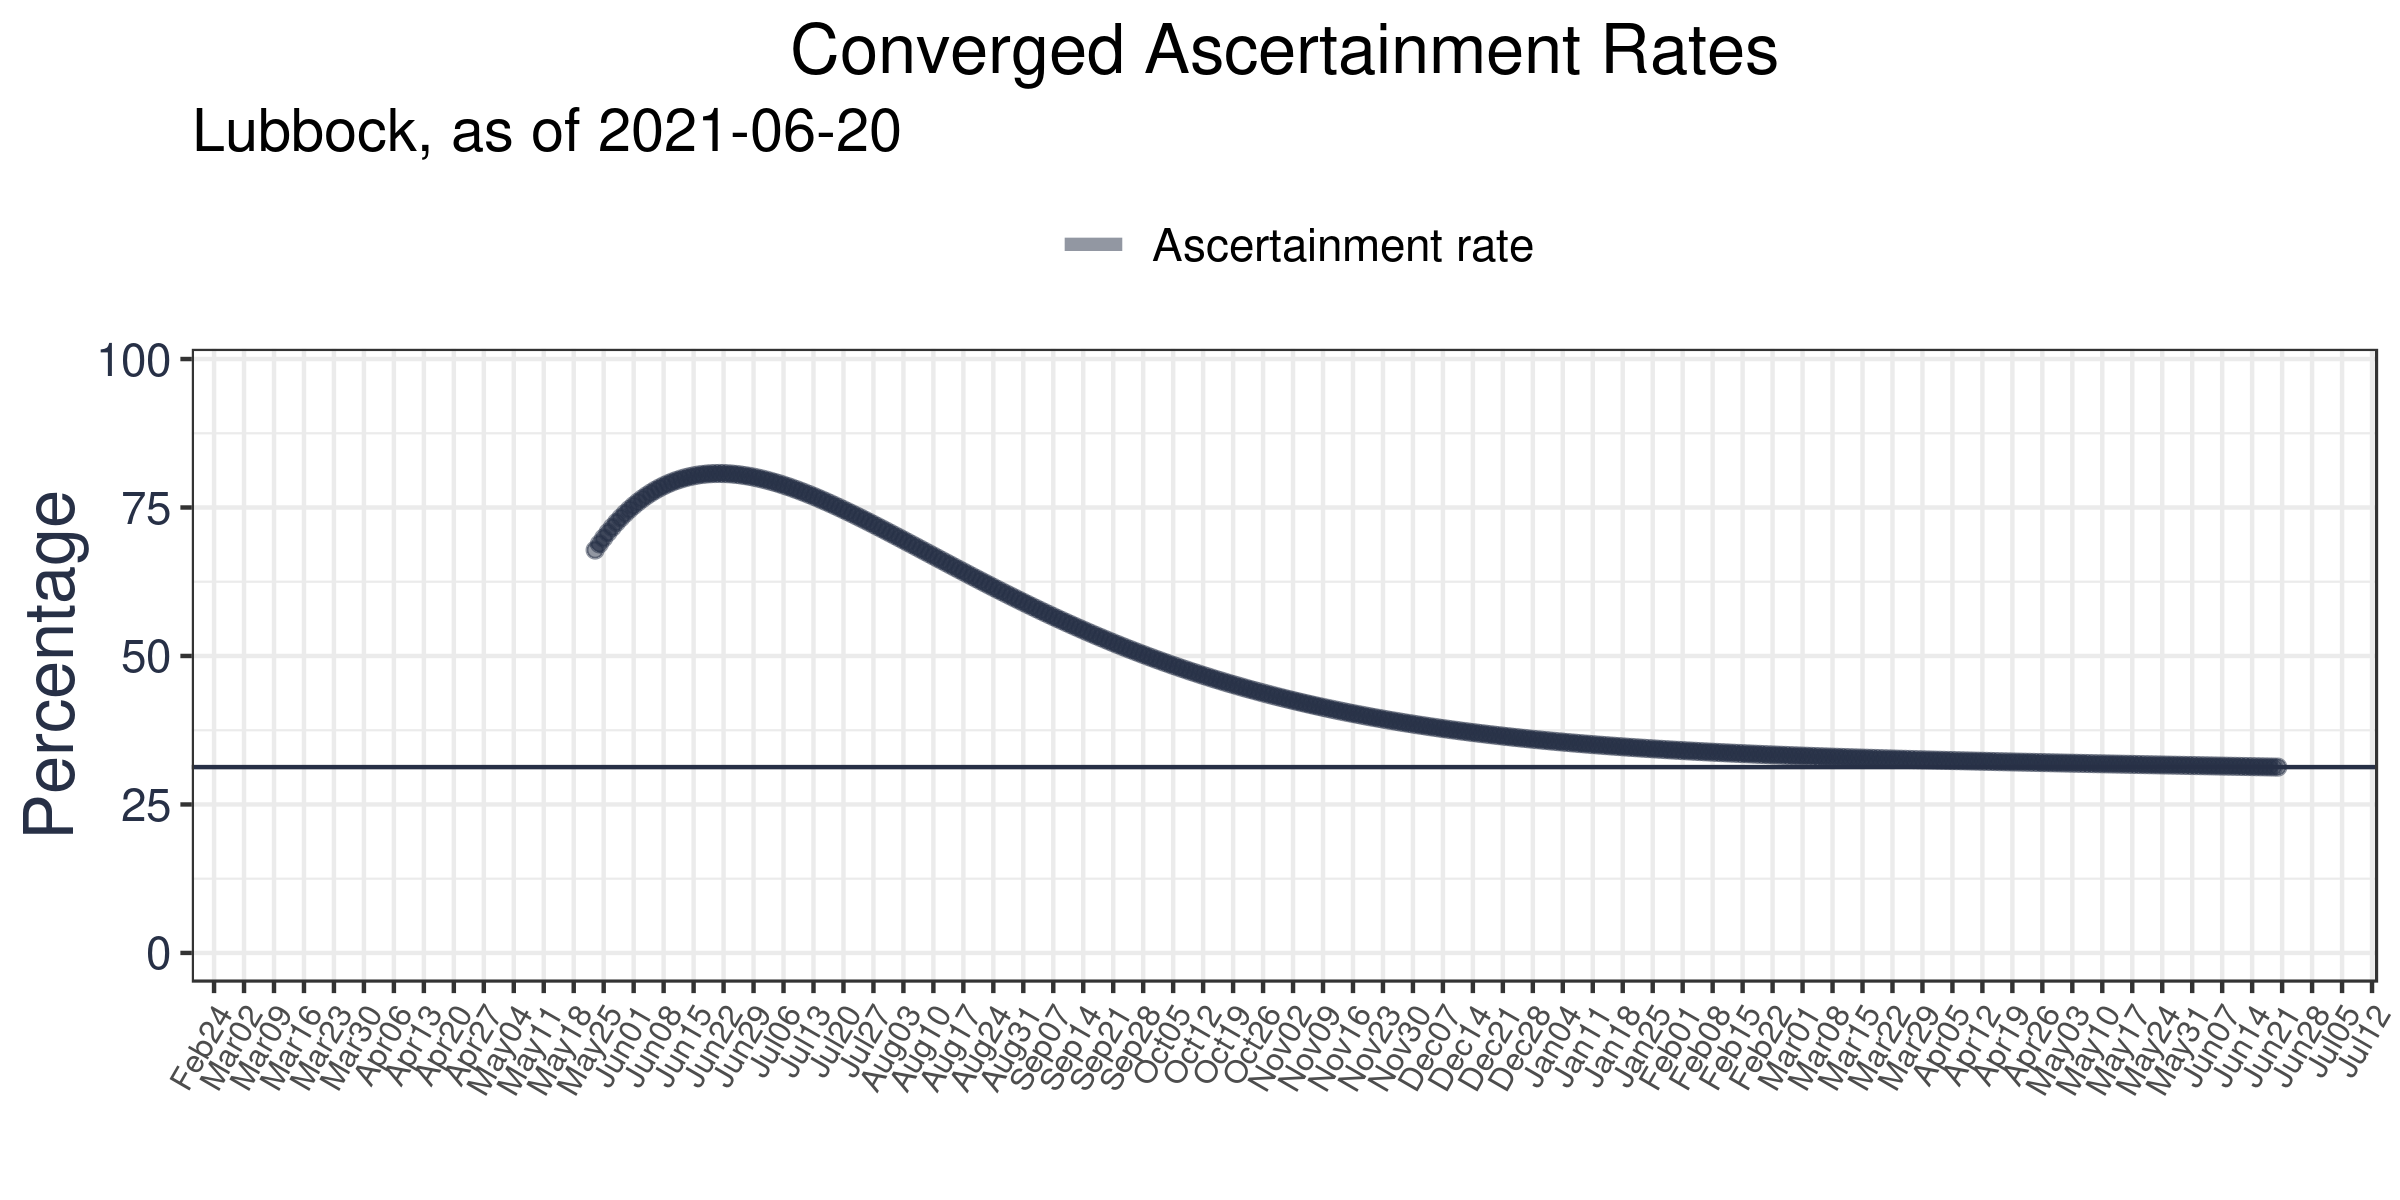 Converged Ascertainment Rates
Lubbock, as of 2021-06-20
Ascertainment rate
Percentage
100
75
50
25
0
Feb24
Mar02
Mar09
Mar16
Mar23
Mar30
Apr06
Apr13
Apr20
Apr27
May04
May11
May18
May25
Jun01
Jun08
Jun15
Jun22
Jun29
Jul06
Jul13
Jul20
Jul27
Aug03
Aug10
Aug17
Aug24
Aug31
Sep07
Sep14
Sep21
Sep28
Oct05
Oct12
Oct19
Oct26
Nov02
Nov09
Nov16
Nov23
Nov30
Dec07
Dec14
Dec21
Dec28
Jan04
Jan11
Jan18
Jan25
Feb01
Feb08
Feb15
Feb22
Mar01
Mar08
Mar15
Mar22
Mar29
Apr05
Apr12
Apr19
Apr26
May03
May10
May17
May24
May31
Jun07
Jun14
Jun21
Jun28
Jul05
Jul12